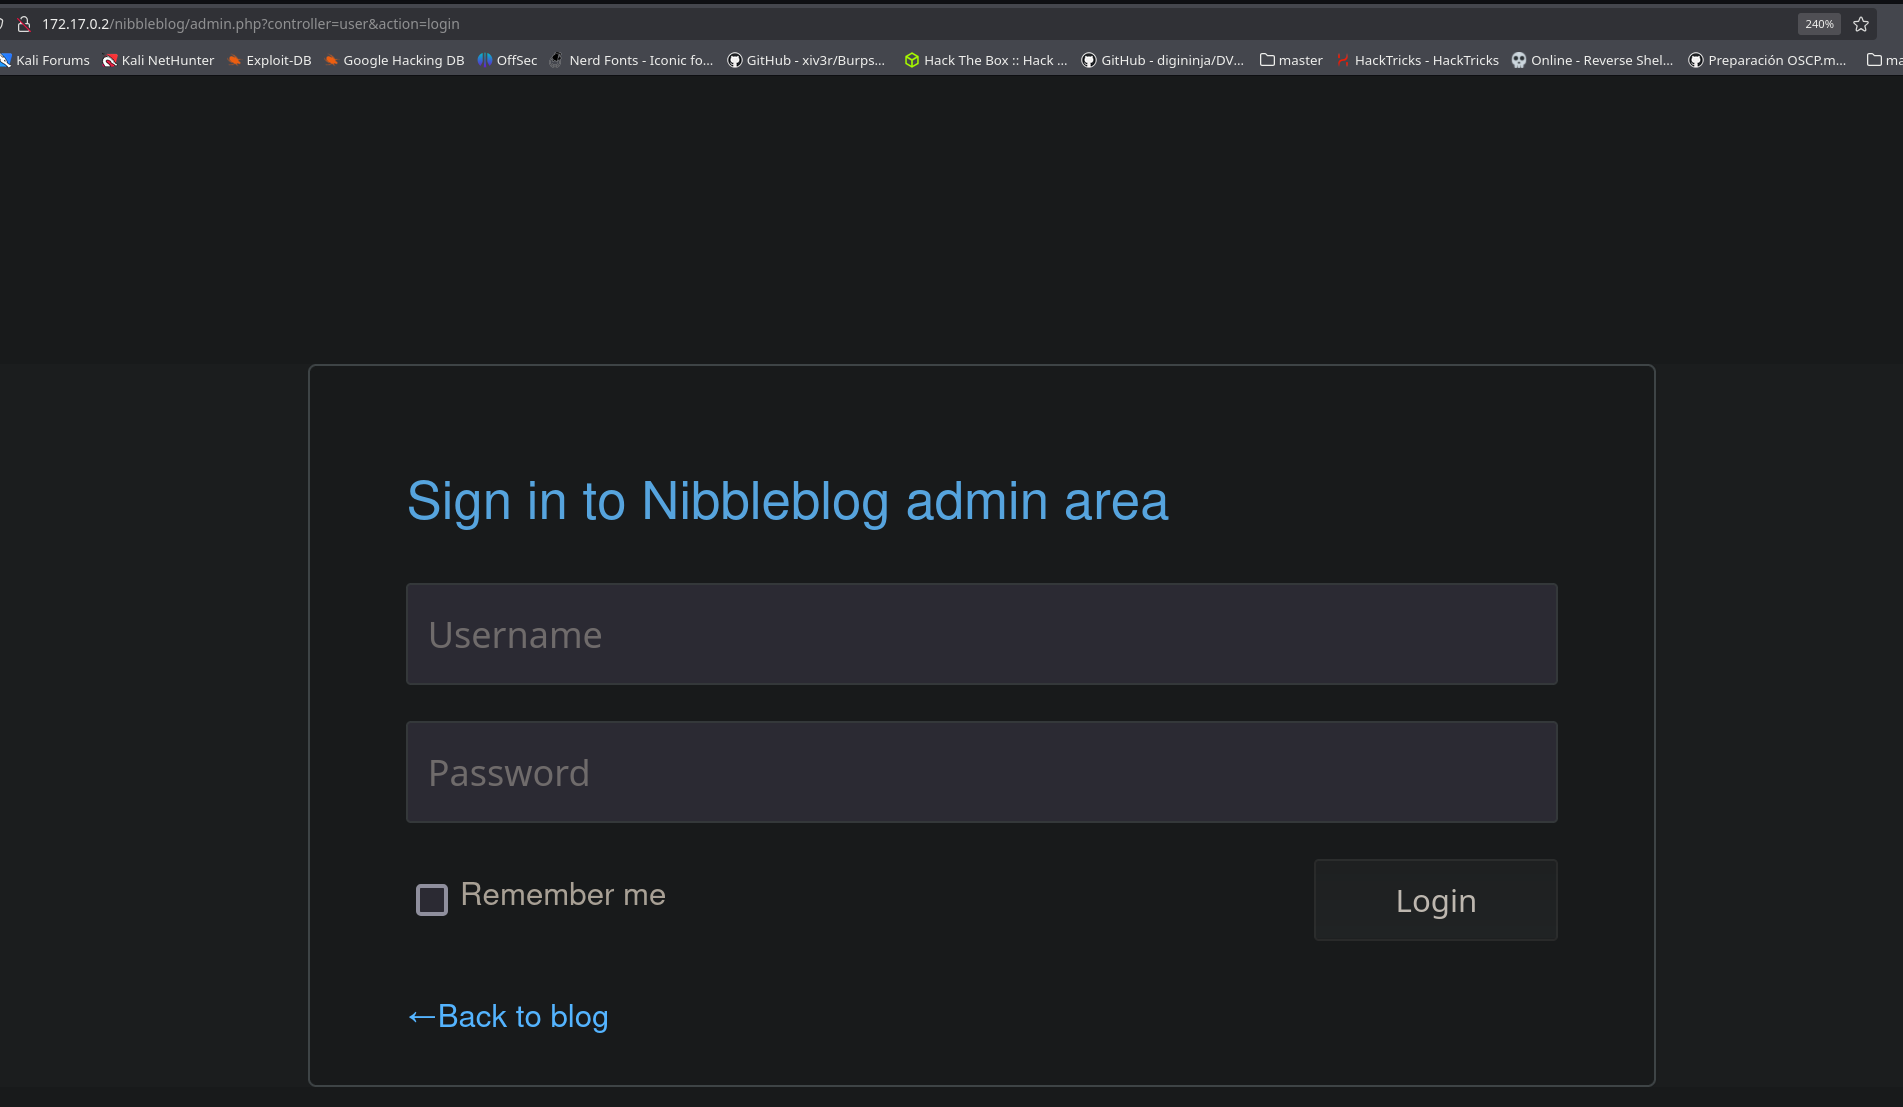 172.17.0.2/nibbleblog/admin.php?controller=user&action=login 240%
Kali Forums Kali NetHunter Exploit-DB Google Hacking DB OffSec Nerd Fonts - Iconic fo... GitHub - xiv3r/Burps... Hack The Box :: Hack ... GitHub - digininja/DV... master HackTricks - HackTricks Online - Reverse Shel... Preparación OSCP.m... ma
Sign in to Nibbleblog admin area
Username
Password
Remember me Login
←Back to blog